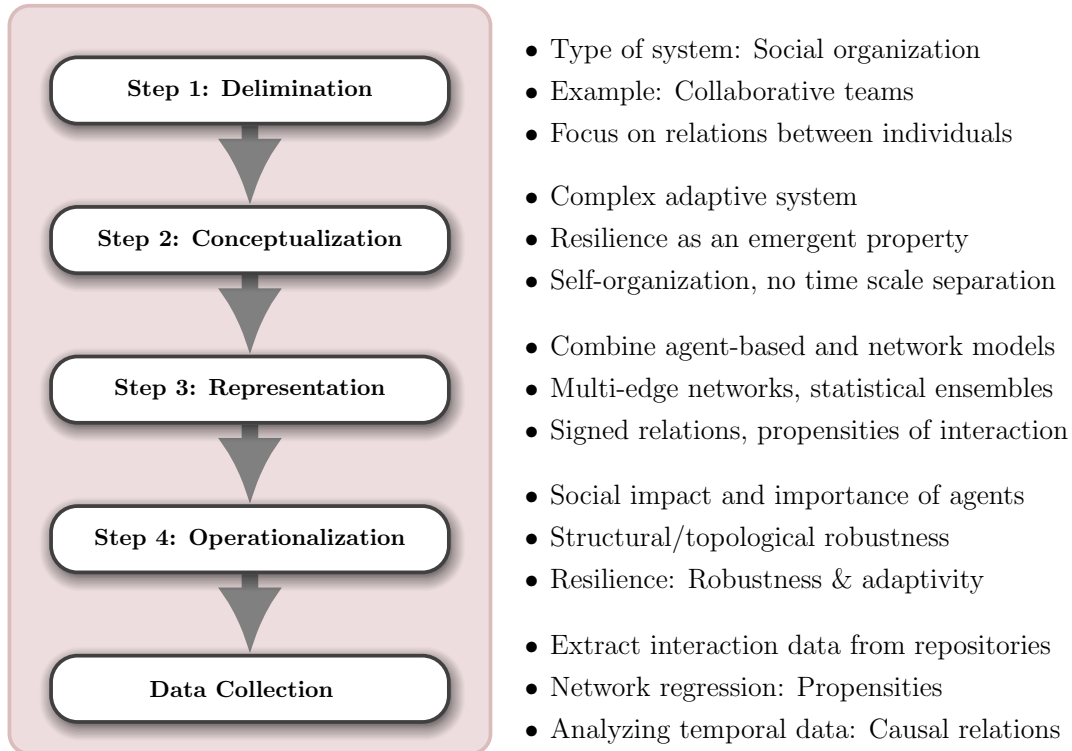 Step 1: Delimination
• Type of system: Social organization
• Example: Collaborative teams
• Focus on relations between individuals
Step 2: Conceptualization
• Complex adaptive system
• Resilience as an emergent property
• Self-organization, no time scale separation
Step 3: Representation
• Combine agent-based and network models
• Multi-edge networks, statistical ensembles
• Signed relations, propensities of interaction
Step 4: Operationalization
• Social impact and importance of agents
• Structural/topological robustness
• Resilience: Robustness & adaptivity
Data Collection
• Extract interaction data from repositories
• Network regression: Propensities
• Analyzing temporal data: Causal relations